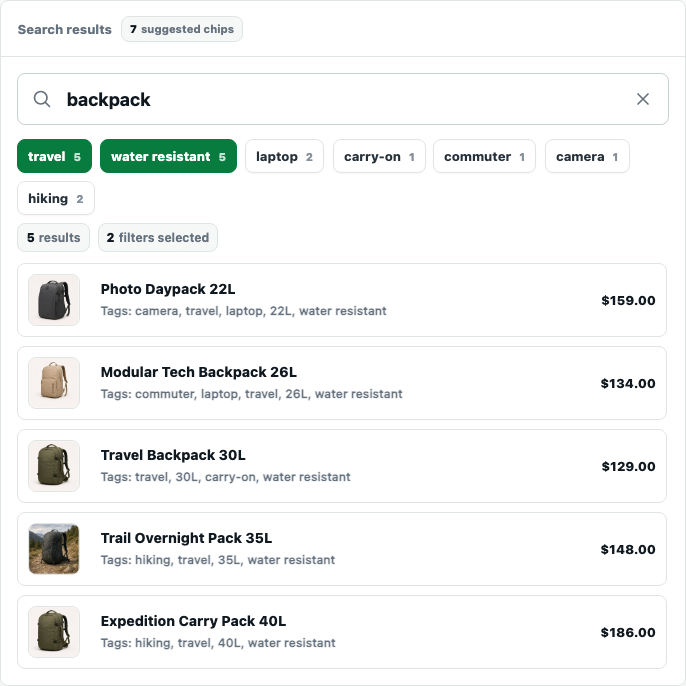 Search results 7 suggested chips
backpack
travel 5 water resistant 5 laptop 2 carry-on 1 commuter 1 camera 1
hiking 2
5 results 2 filters selected
Photo Daypack 22L
Tags: camera, travel, laptop, 22L, water resistant
$159.00
Modular Tech Backpack 26L
Tags: commuter, laptop, travel, 26L, water resistant
$134.00
Travel Backpack 30L
Tags: travel, 30L, carry-on, water resistant
$129.00
Trail Overnight Pack 35L
Tags: hiking, travel, 35L, water resistant
$148.00
Expedition Carry Pack 40L
Tags: hiking, travel, 40L, water resistant
$186.00